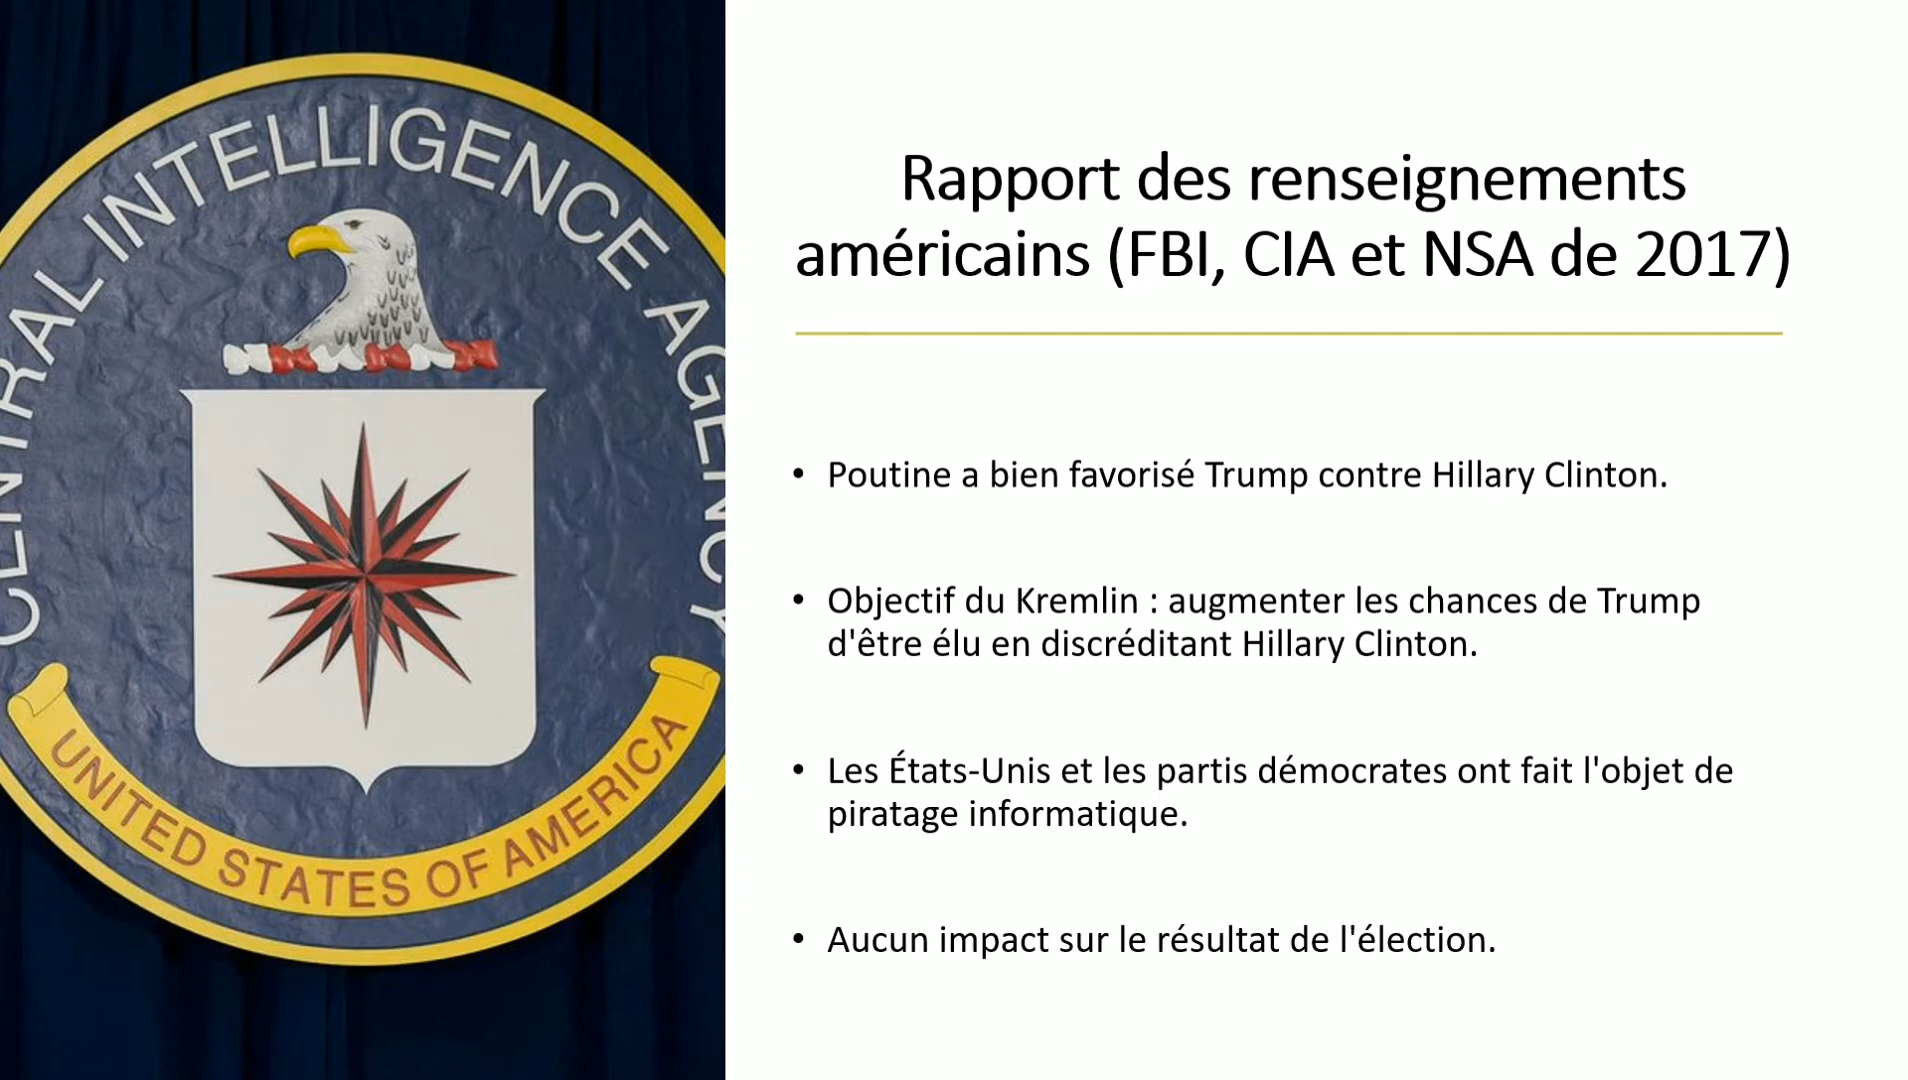 CENTRAL INTELLIGENCE AGENCY
UNITED STATES OF AMERICA
Rapport des renseignements
américains (FBI, CIA et NSA de 2017)
• Poutine a bien favorisé Trump contre Hillary Clinton.
• Objectif du Kremlin : augmenter les chances de Trump
d'être élu en discréditant Hillary Clinton.
• Les États-Unis et les partis démocrates ont fait l'objet de
piratage informatique.
• Aucun impact sur le résultat de l'élection.